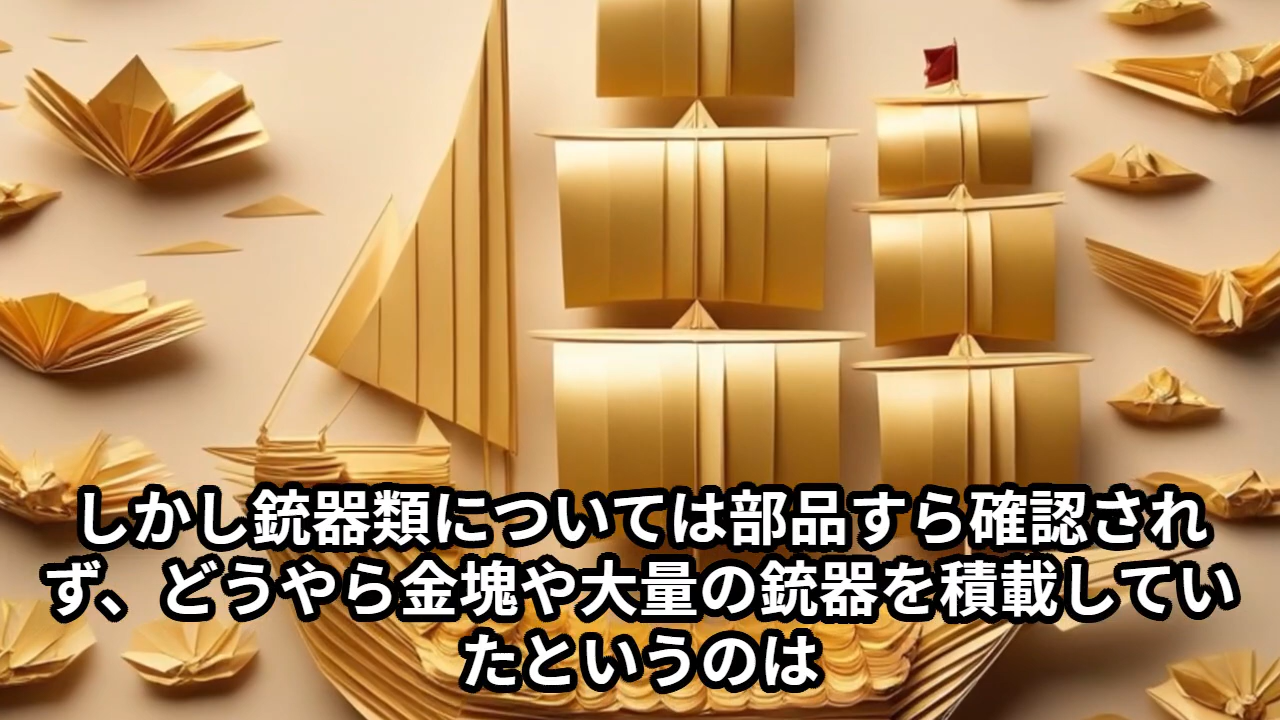 しかし銃器類については部品すら確認され
ず、どうやら金塊や大量の銃器を積載してい
たというのは